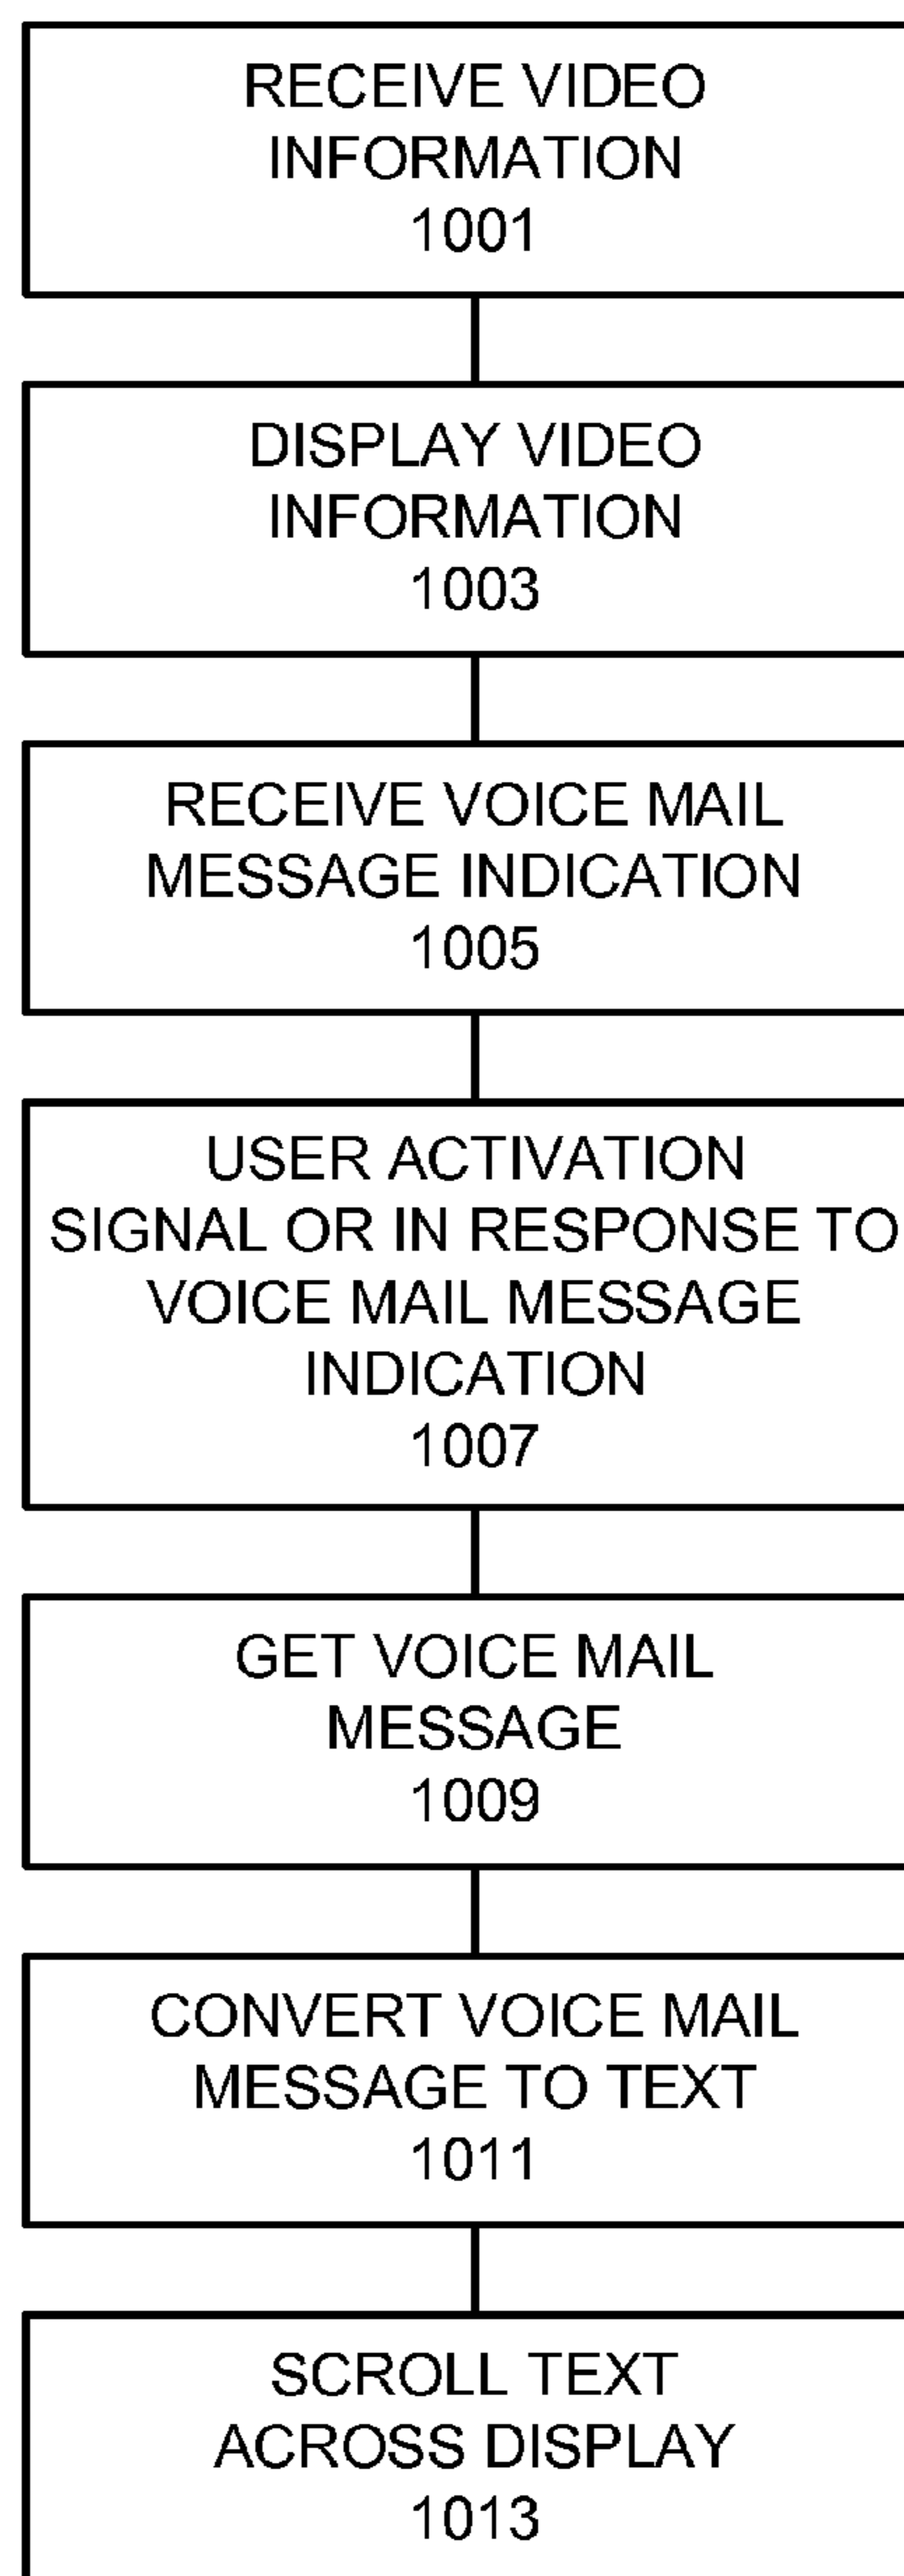 RECEIVE VIDEO
INFORMATION
1001
DISPLAY VIDEO
INFORMATION
1003
RECEIVE VOICE MAIL
MESSAGE INDICATION
1005
USER ACTIVATION
SIGNAL OR IN RESPONSE TO
VOICE MAIL MESSAGE
INDICATION
1007
GET VOICE MAIL
MESSAGE
1009
CONVERT VOICE MAIL
MESSAGE TO TEXT
1011
SCROLL TEXT
ACROSS DISPLAY
1013